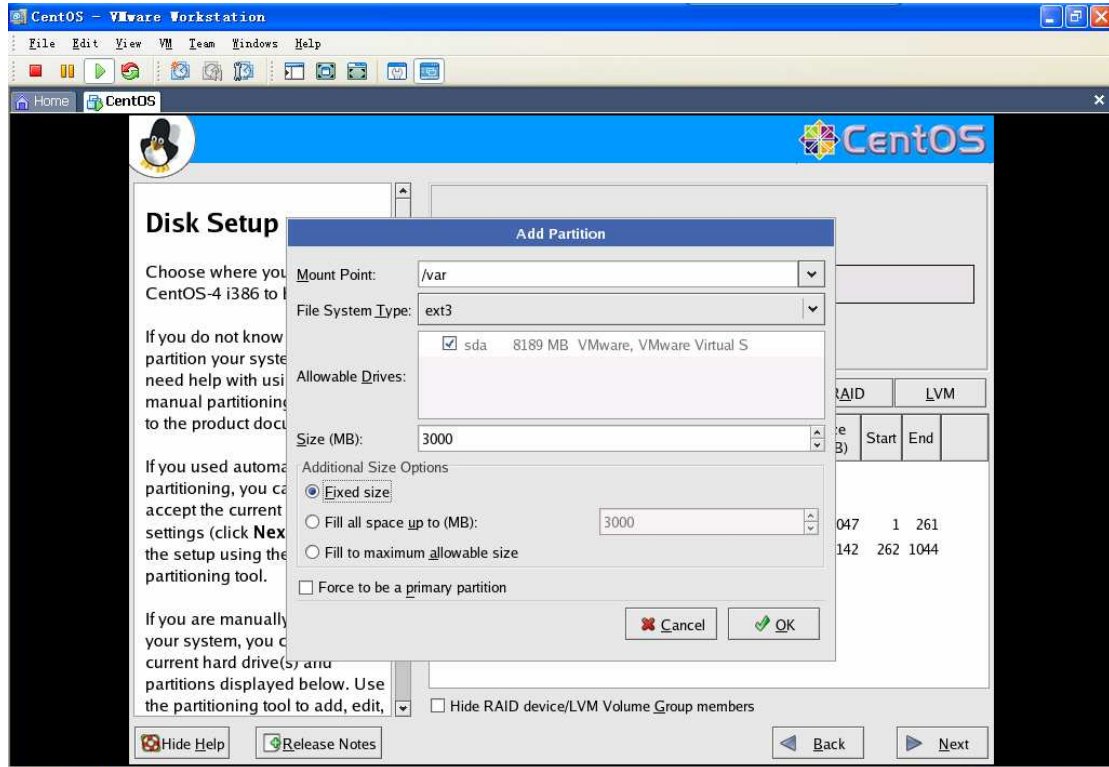 CentOS - VMware Workstation
File Edit View VM Team Windows Help
Home CentOS
CentOS
Disk Setup
Choose where you
CentOS-4 i386 to
If you do not know
partition your syste
need help with usi
manual partitioning
to the product docu
If you used automa
partitioning, you ca
accept the current
settings (click Nex
the setup using the
partitioning tool.
If you are manually
your system, you c
current hard drive(s) and
partitions displayed below. Use
the partitioning tool to add, edit,
Add Partition
Mount Point: /var
File System Type: ext3
Allowable Drives:
sda 8189 MB VMware, VMware Virtual S
Size (MB): 3000
Additional Size Options
Fixed size
Fill all space up to (MB): 3000
Fill to maximum allowable size
Force to be a primary partition
Cancel OK
AID LVM
Start End
047 1 261
142 262 1044
Hide RAID device/LVM Volume Group members
Hide Help Release Notes Back Next